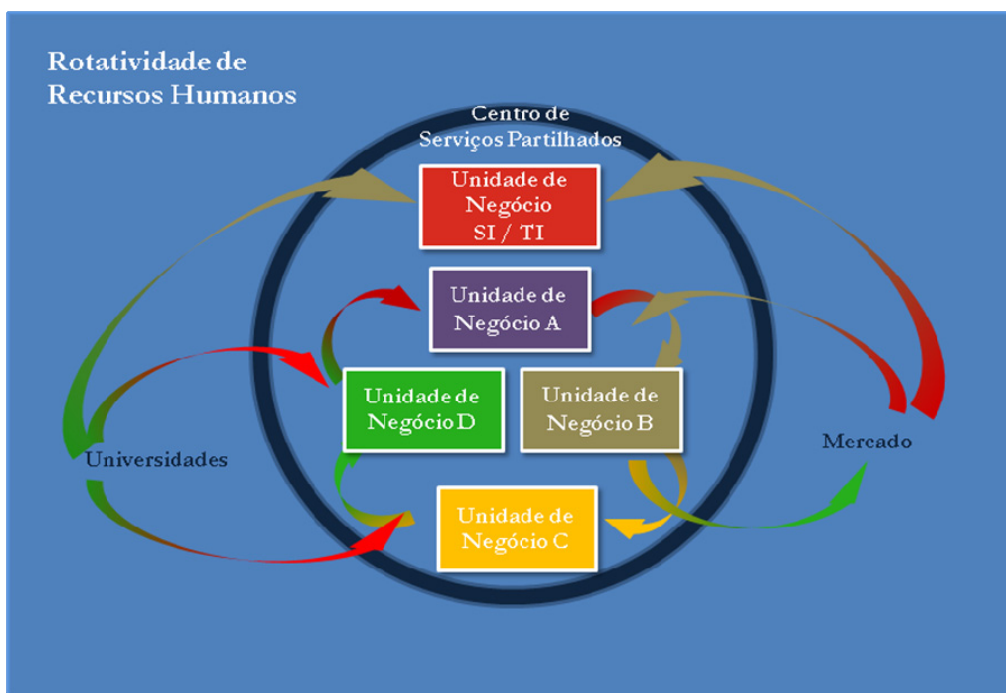 Rotatividade de
Recursos Humanos
Centro de
Serviços Partilhados
Unidade de
Negócio
SI / TI
Unidade de
Negócio A
Unidade de
Negócio D
Unidade de
Negócio B
Universidades
Mercado
Unidade de
Negócio C